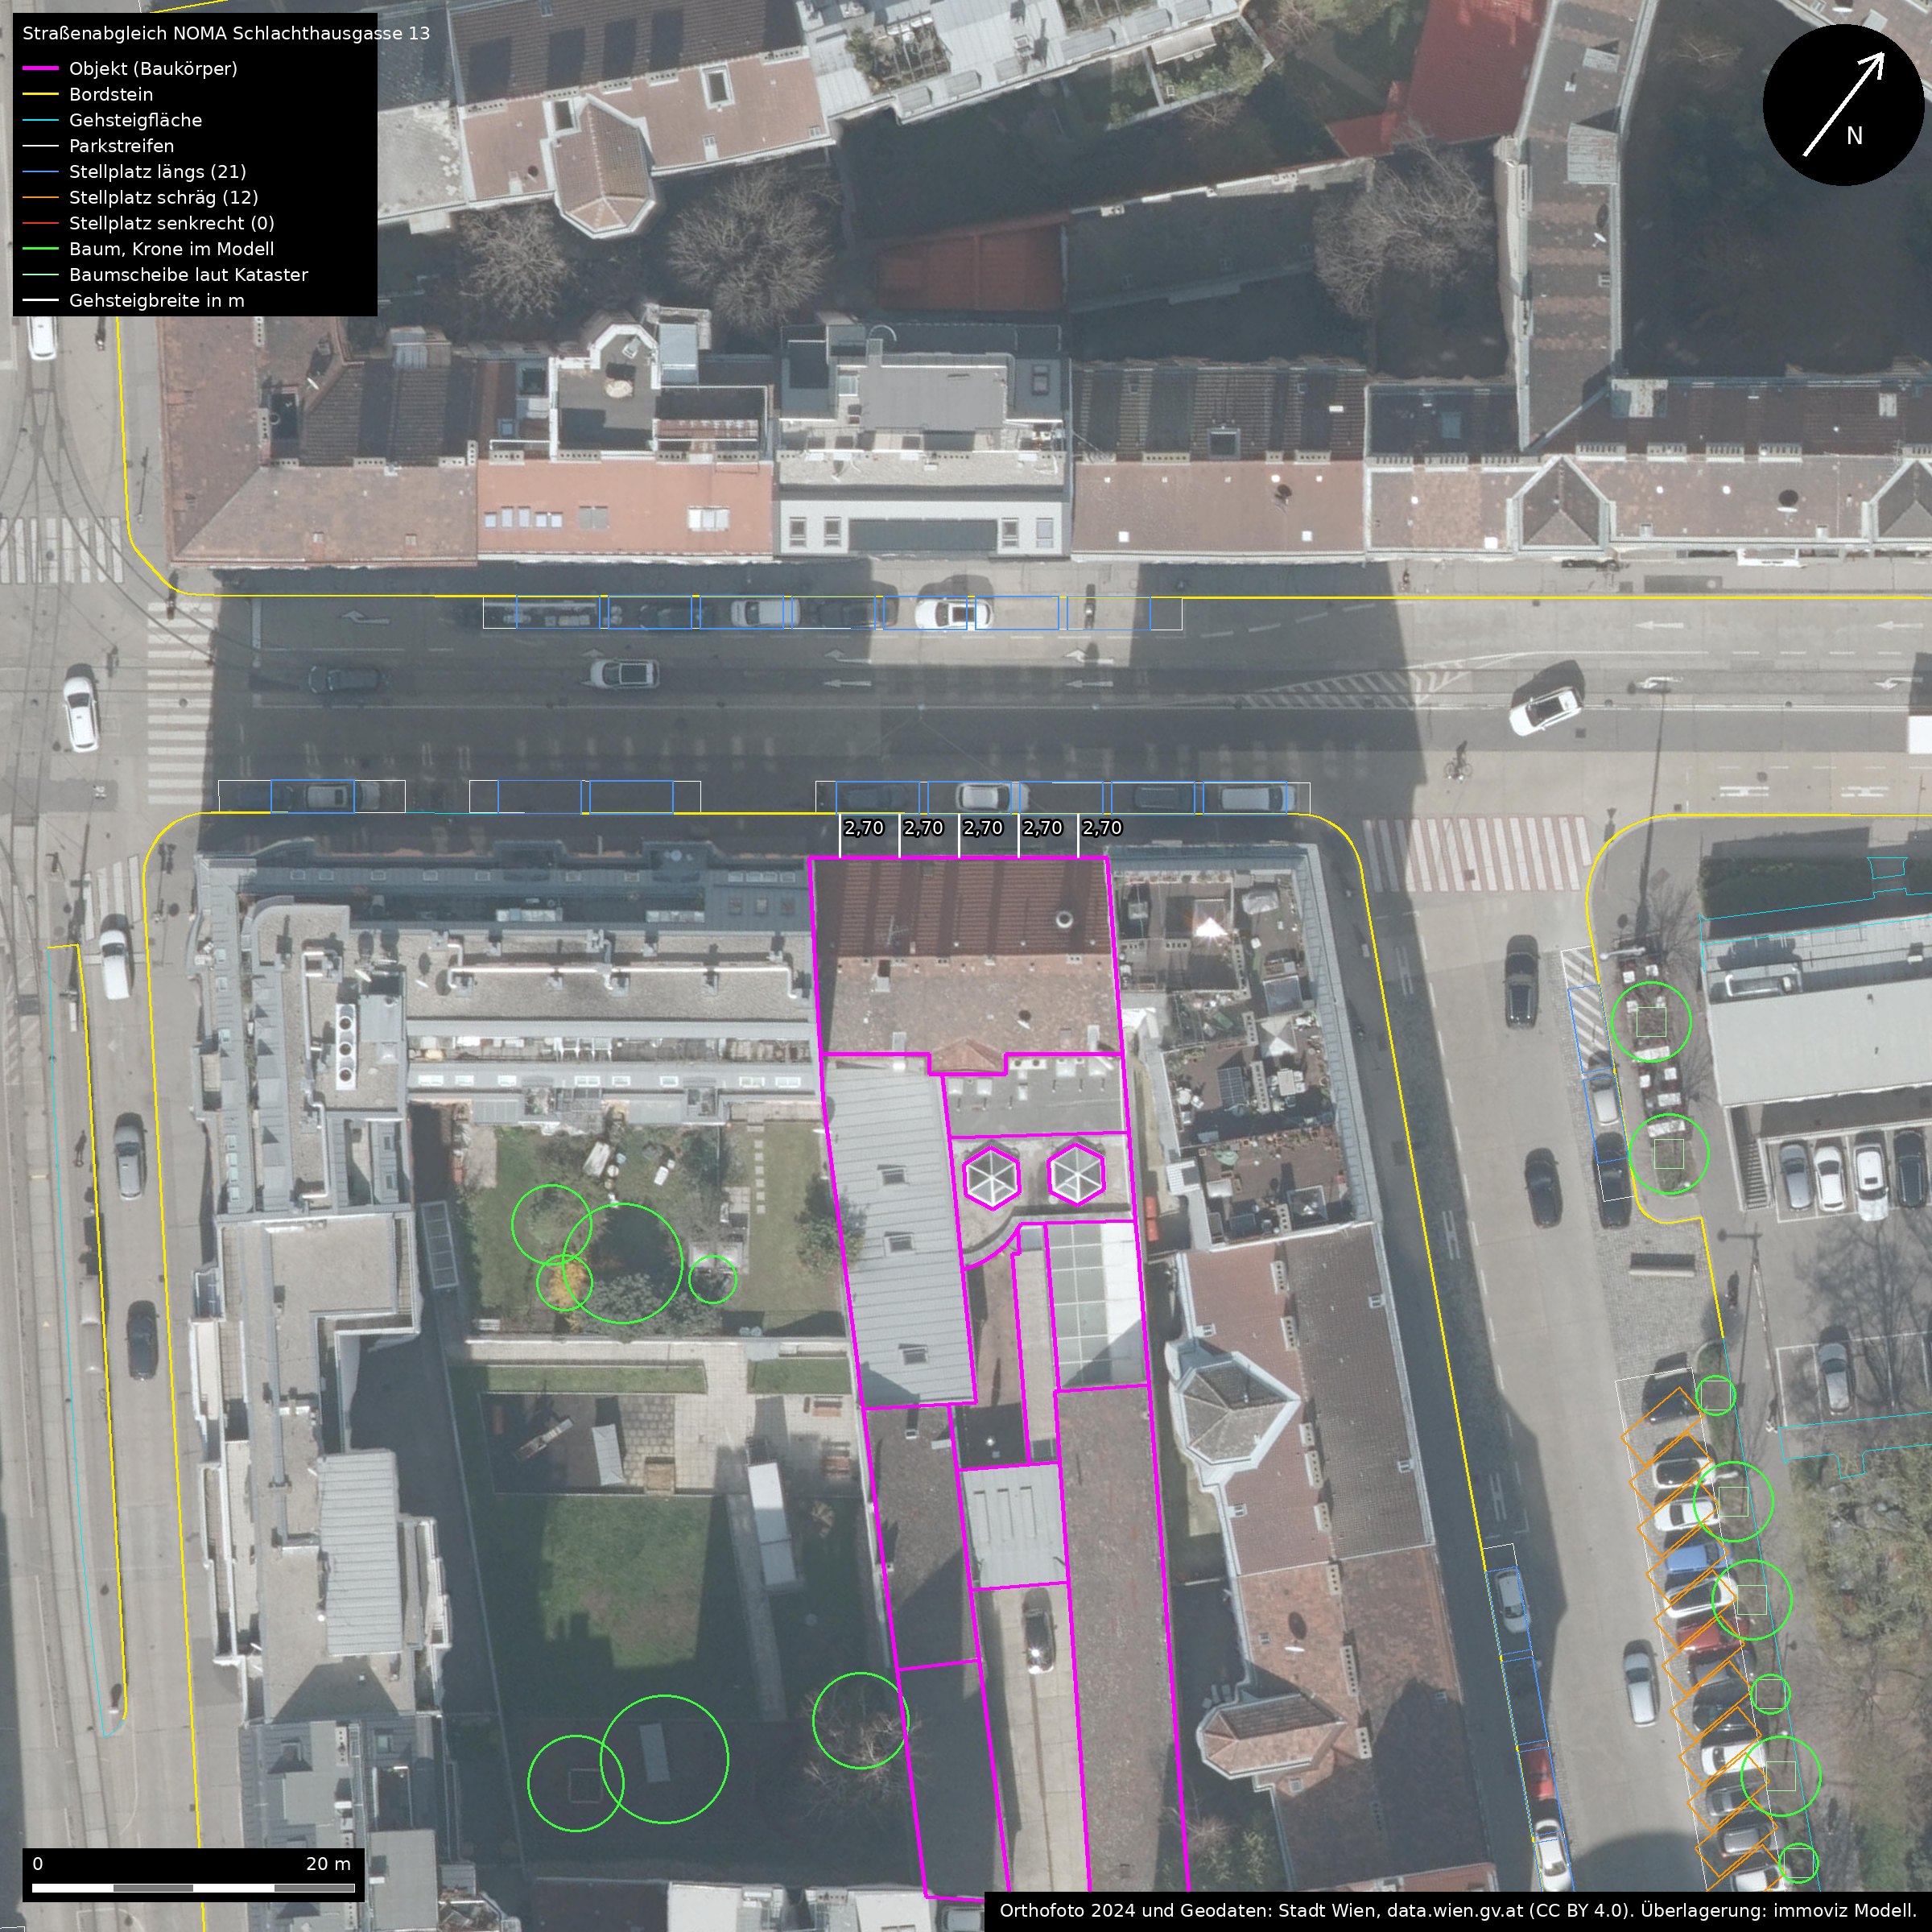 Straßenabgleich NOMA Schlachthausgasse 13
Objekt (Baukörper)
Bordstein
Gehsteigfläche
Parkstreifen
Stellplatz längs (21)
Stellplatz schräg (12)
Stellplatz senkrecht (0)
Baum, Krone im Modell
Baumscheibe laut Kataster
Gehsteigbreite in m
N
2,70 2,70 2,70 2,70 2,70
0 20 m
Orthofoto 2024 und Geodaten: Stadt Wien, data.wien.gv.at (CC BY 4.0). Überlagerung: immoviz Modell.